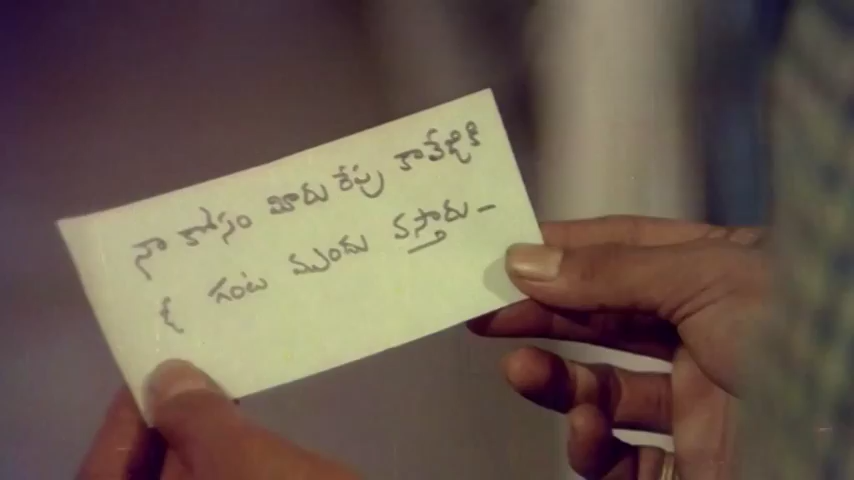 నా కోసం మీరు రేపు కాలేజ్కి
ఓ గంట ముందు వస్తారు -